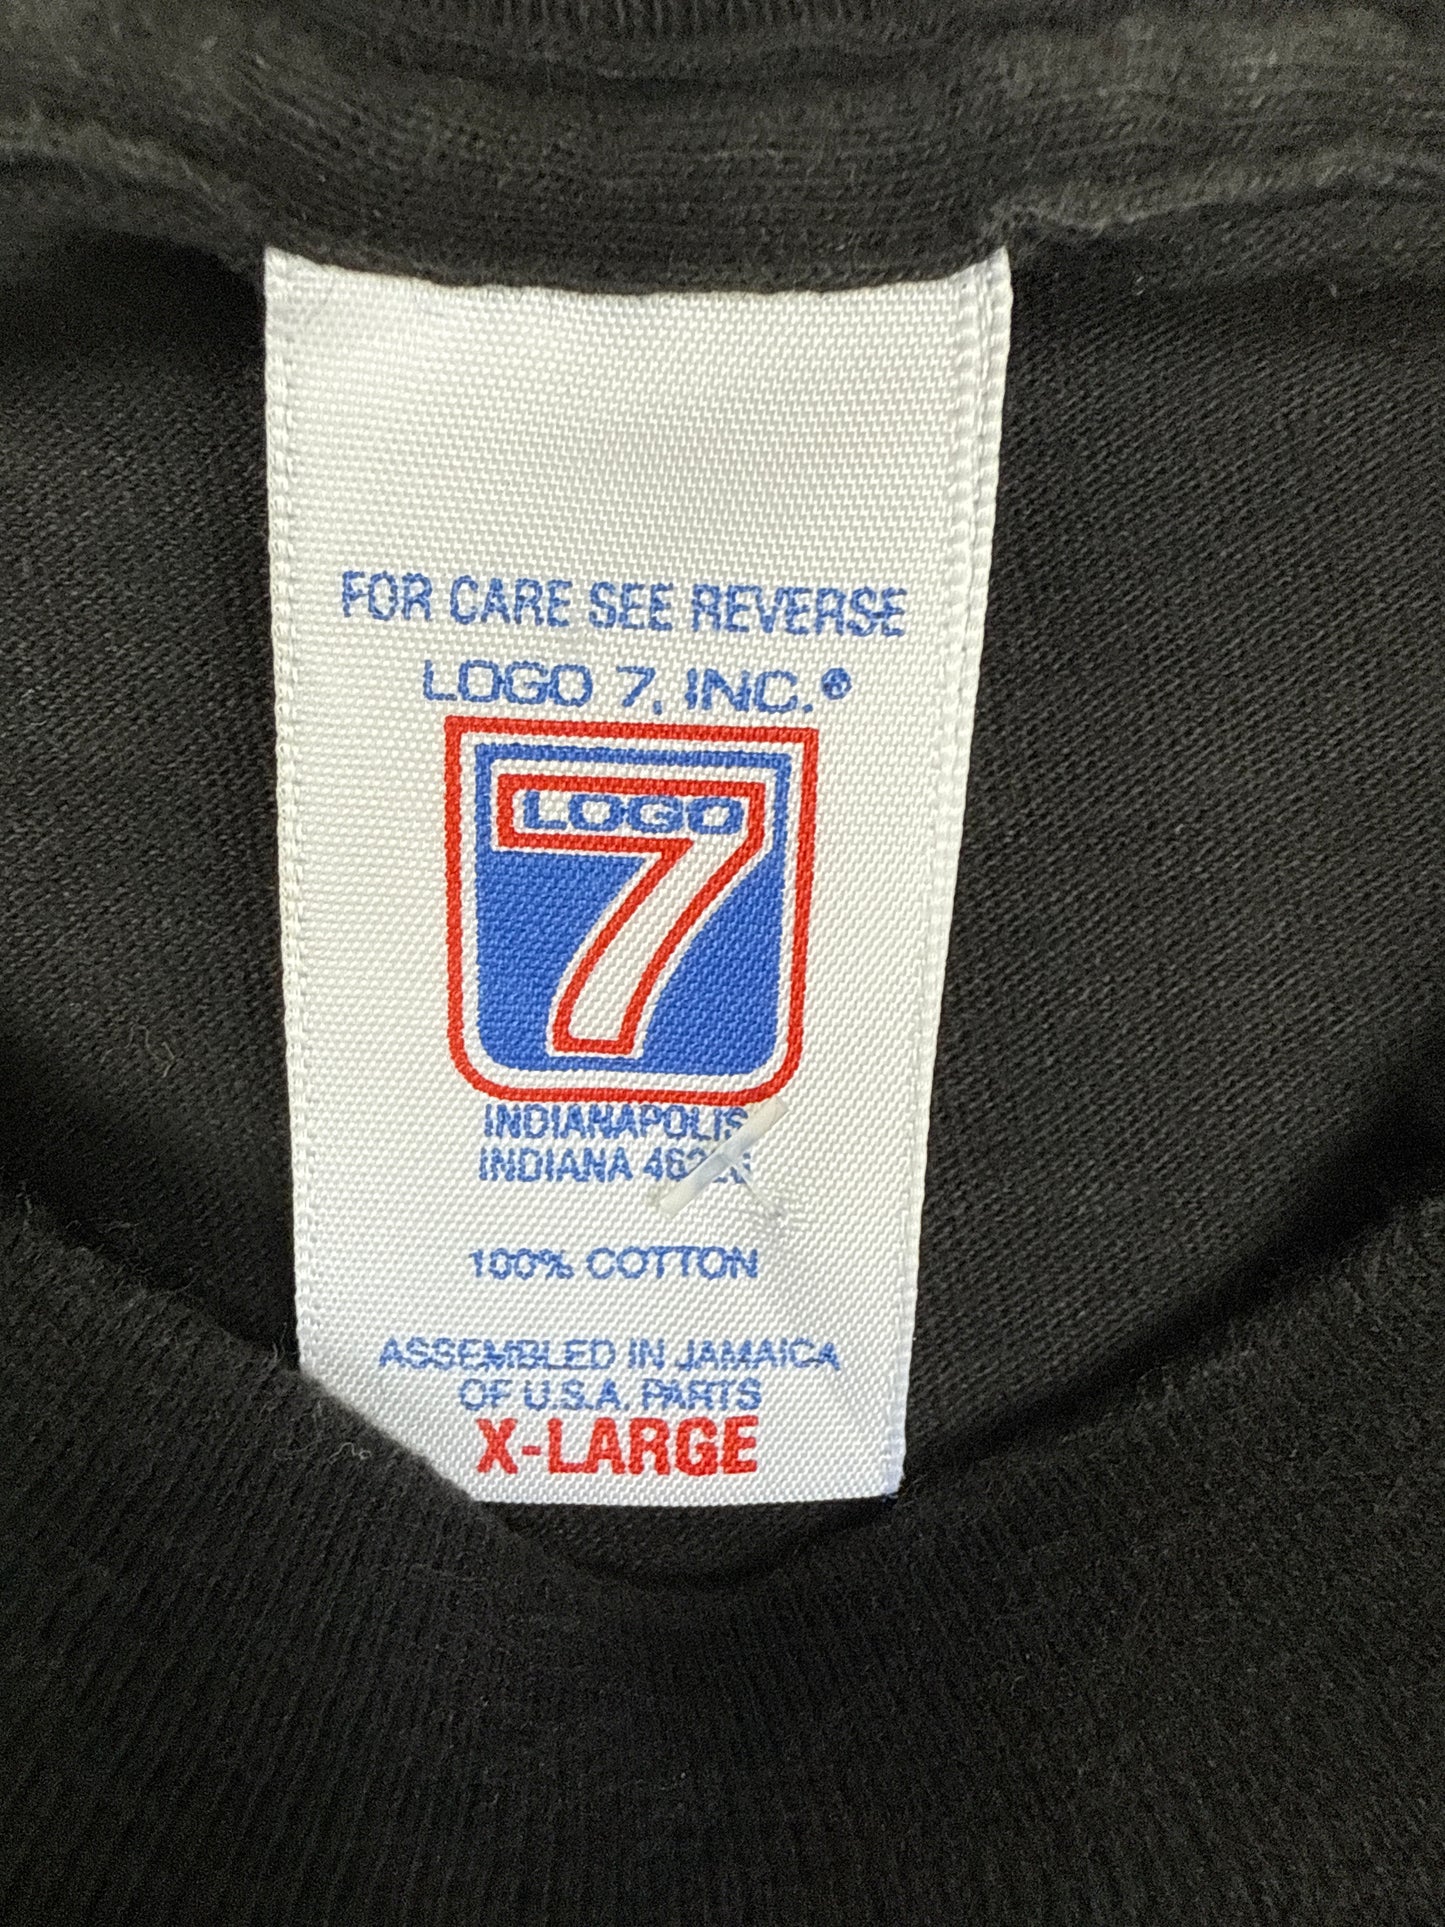 FOR CARE SEE REVERSE
LOGO 7, INC.®
LOGO
7
INDIANAPOLIS
INDIANA
100% COTTON
ASSEMBLED IN JAMAICA
OF U.S.A. PARTS
X-LARGE